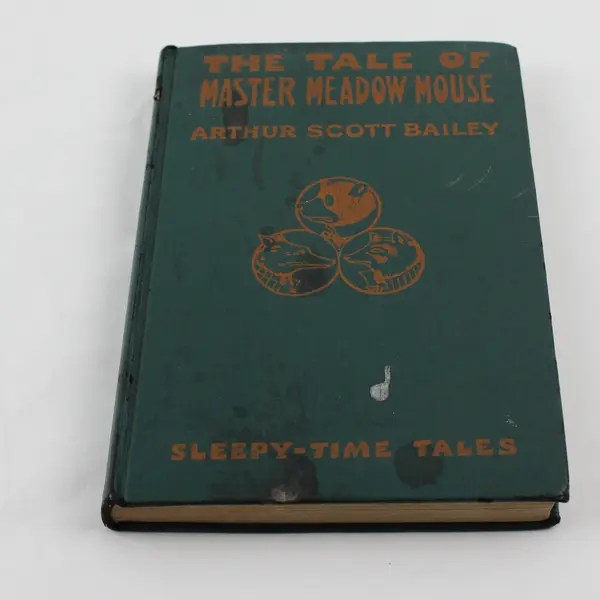 THE TALE OF
MASTER MEADOW MOUSE
ARTHUR SCOTT BAILEY
SLEEPY-TIME TALES